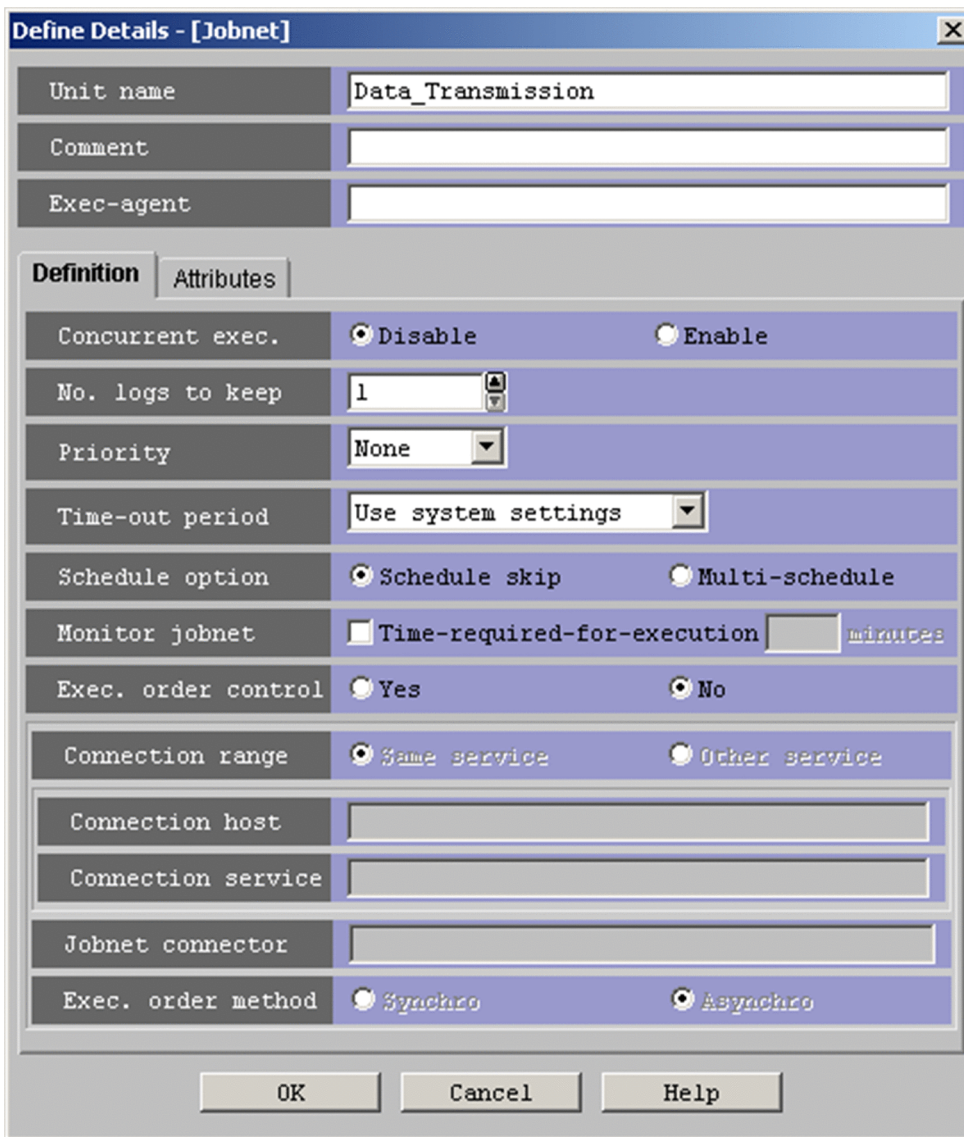 Define Details - [Jobnet]
Unit name Data_Transmission
Comment
Exec-agent
Definition Attributes
Concurrent exec. Disable Enable
No. logs to keep 1
Priority None
Time-out period Use system settings
Schedule option Schedule skip Multi-schedule
Monitor jobnet Time-required-for-execution minutes
Exec. order control Yes No
Connection range Same service Other service
Connection host
Connection service
Jobnet connector
Exec. order method Synchro Asynchro
OK Cancel Help